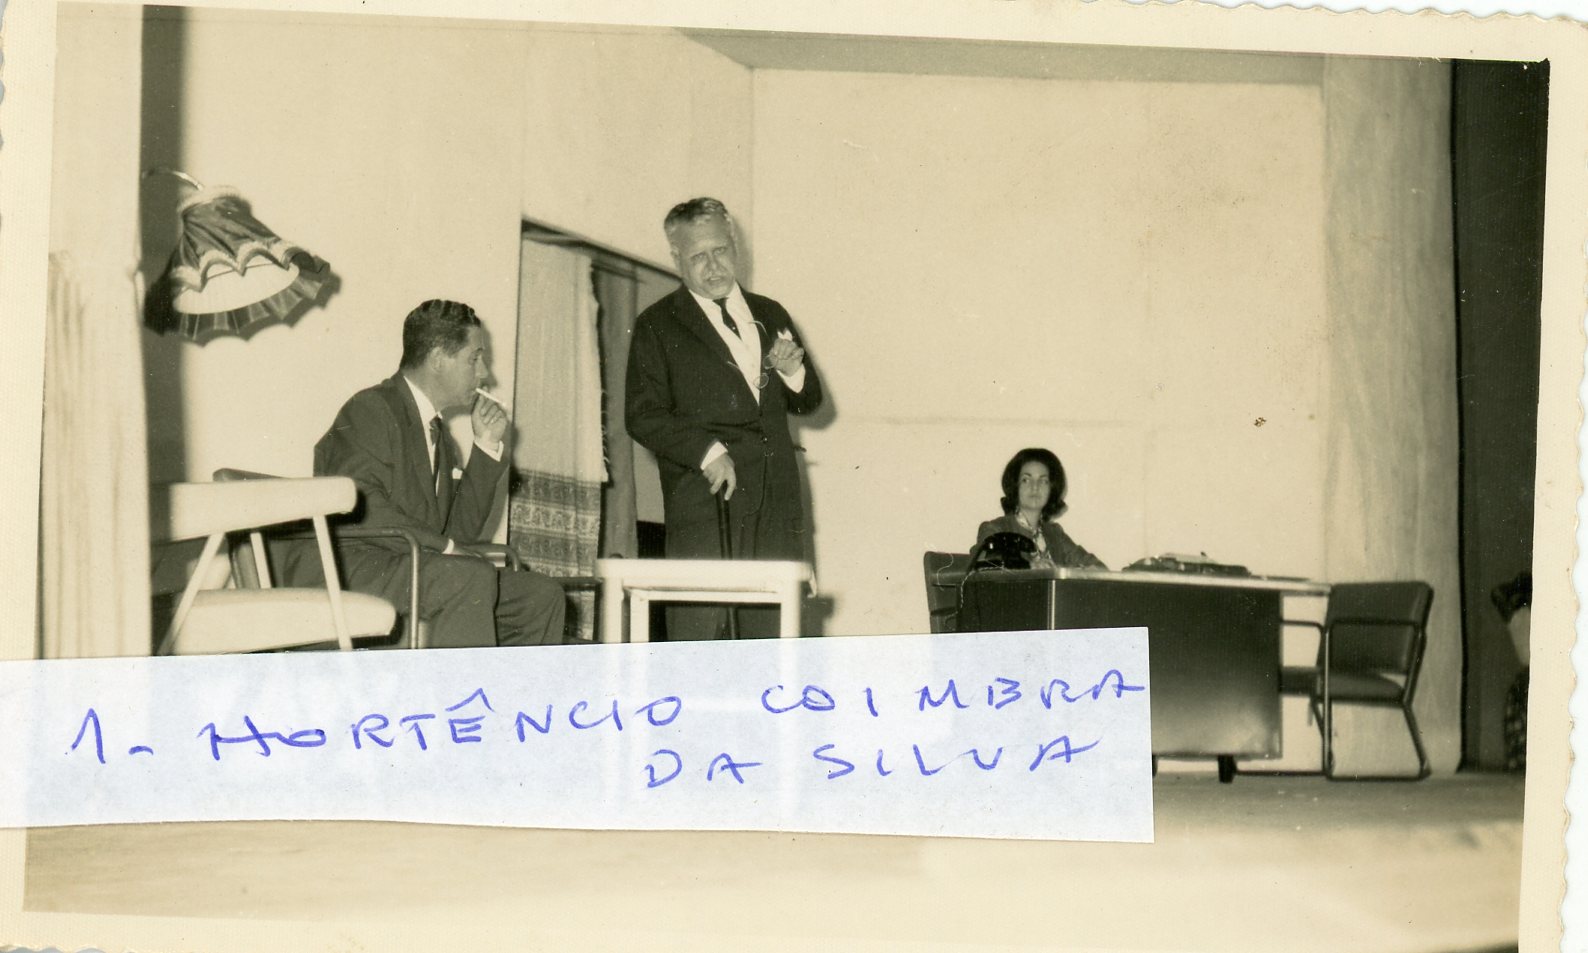 1- HORTÊNCIO COIMBRA
DA SILVA